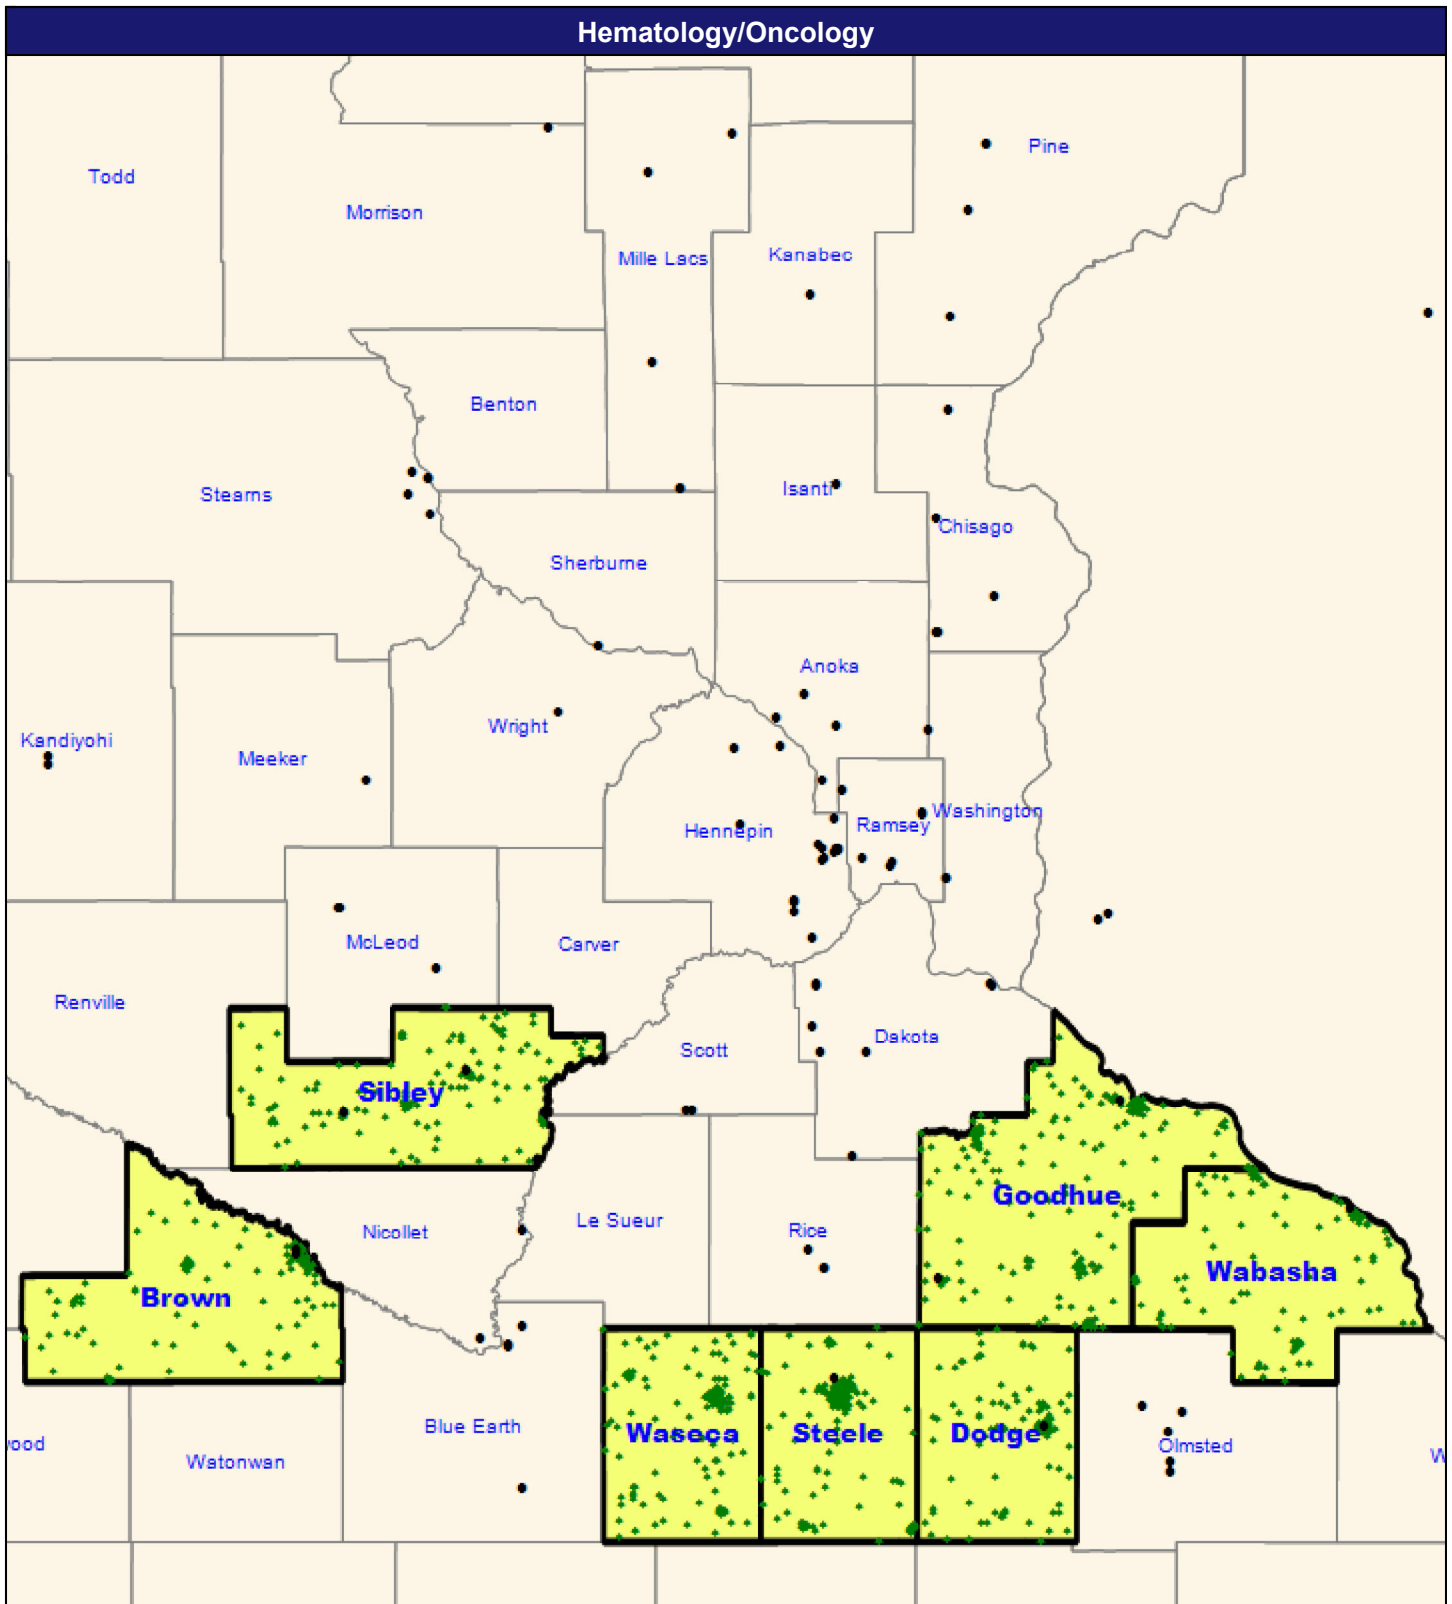 Hematology/Oncology
Pine
Todd
Morrison
Kanabec
Mille Lacs
Benton
Isanti
Stearns
Chisago
Sherburne
Anoka
Wright
Kandiyohi
Meeker
Washington
Ramsey
Hennepin
McLeod
Carver
Renville
Dakota
Scott
Sibley
Goodhue
Le Sueur
Rice
Nicollet
Wabasha
Brown
Blue Earth
Waseca
Steele
Dodge
ood
Olmsted
W
Watonwan